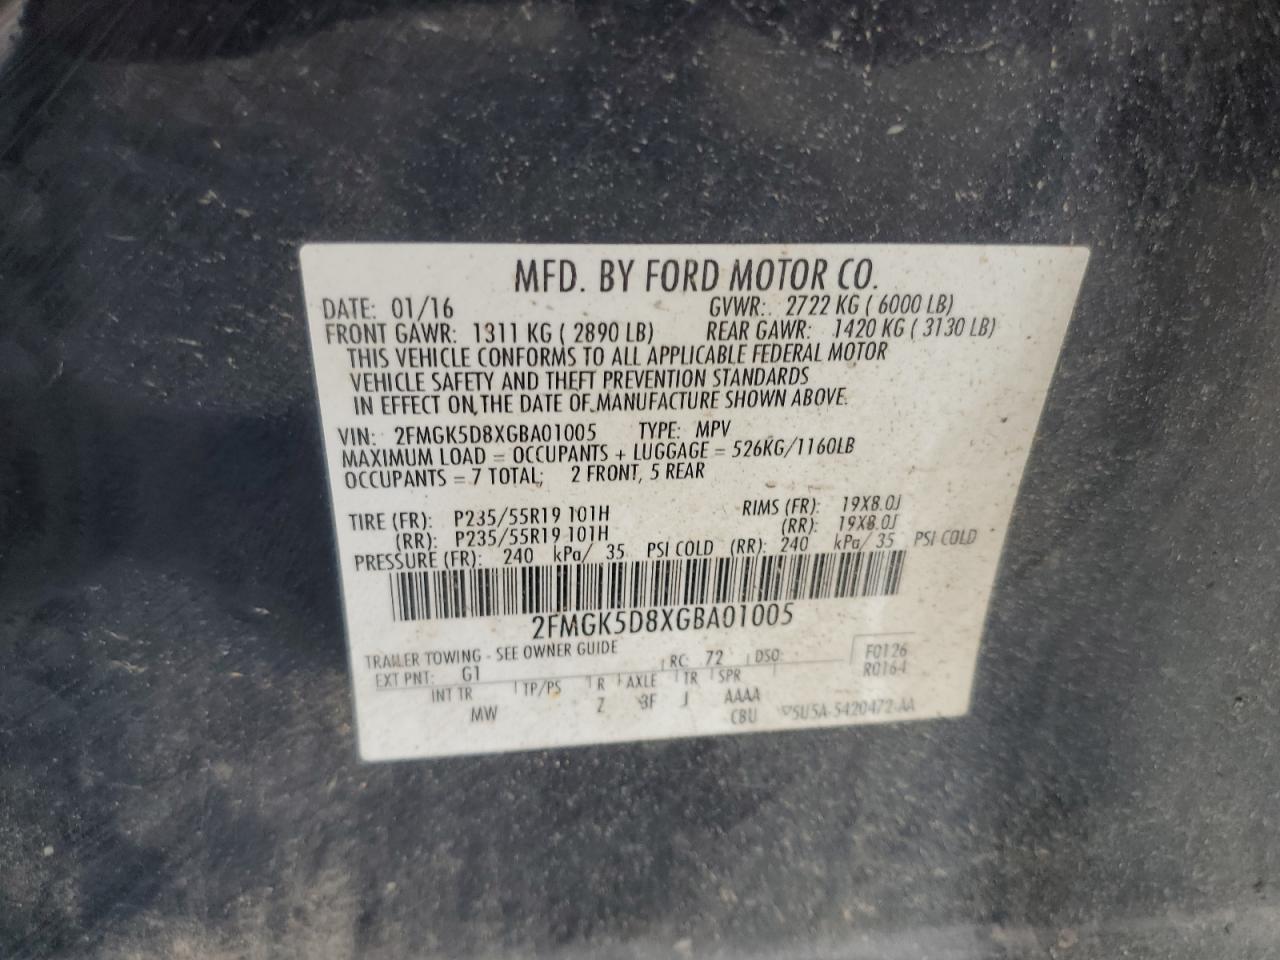 MFD. BY FORD MOTOR CO.
DATE: 01/16 GVWR: 2722 KG ( 6000 LB)
FRONT GAWR: 1311 KG ( 2890 LB) REAR GAWR: 1420 KG ( 3130 LB)
THIS VEHICLE CONFORMS TO ALL APPLICABLE FEDERAL MOTOR
VEHICLE SAFETY AND THEFT PREVENTION STANDARDS
IN EFFECT ON THE DATE OF MANUFACTURE SHOWN ABOVE.
VIN: 2FMGK5D8XGBA01005 TYPE: MPV
MAXIMUM LOAD = OCCUPANTS + LUGGAGE = 526KG/1160LB
OCCUPANTS = 7 TOTAL; 2 FRONT, 5 REAR
TIRE (FR): P235/55R19 101H RIMS (FR): 19X8.0J
(RR): P235/55R19 101H (RR): 19X8.0J
PRESSURE (FR): 240 kPa/ 35 PSI COLD (RR): 240 kPa/ 35 PSI COLD
2FMGK5D8XGBA01005
TRAILER TOWING - SEE OWNER GUIDE
EXT PNT: G1 RC: 72 DSO: F0126
R0164
INT TR TP/PS R AXLE TR SPR
MW Z 3F J AAAA
CBU 5U5A-5420472-AA